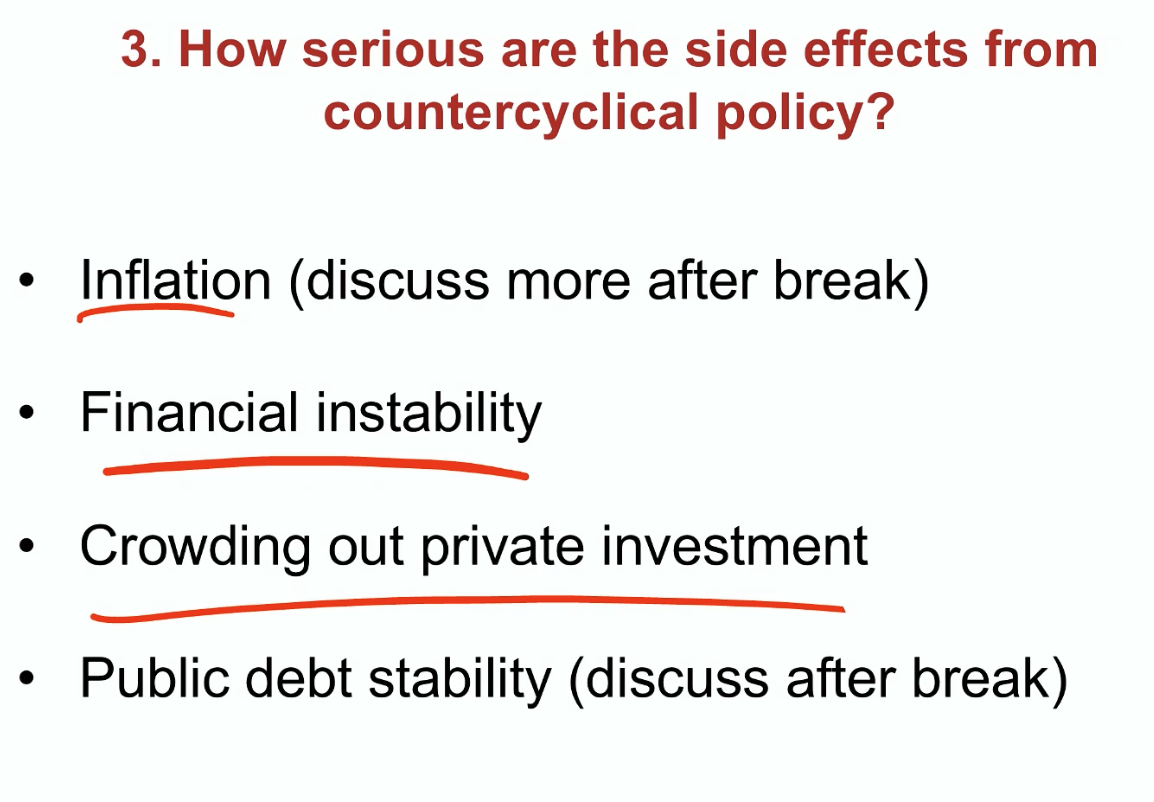 3. How serious are the side effects from
countercyclical policy?
• Inflation (discuss more after break)
• Financial instability
• Crowding out private investment
• Public debt stability (discuss after break)